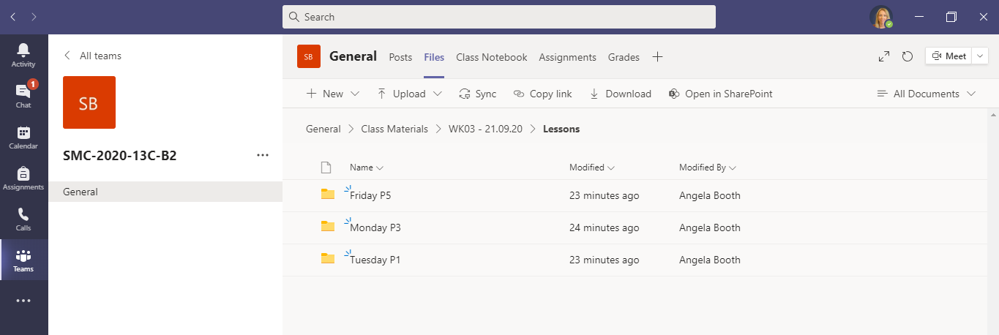 Search
Activity
Chat
1
Calendar
Assignments
Calls
Teams
All teams
SB
SMC-2020-13C-B2
General
SB General Posts Files Class Notebook Assignments Grades Meet
New Upload Sync Copy link Download Open in SharePoint All Documents
General Class Materials WK03 - 21.09.20 Lessons
Name Modified Modified By
Friday P5 23 minutes ago Angela Booth
Monday P3 24 minutes ago Angela Booth
Tuesday P1 23 minutes ago Angela Booth